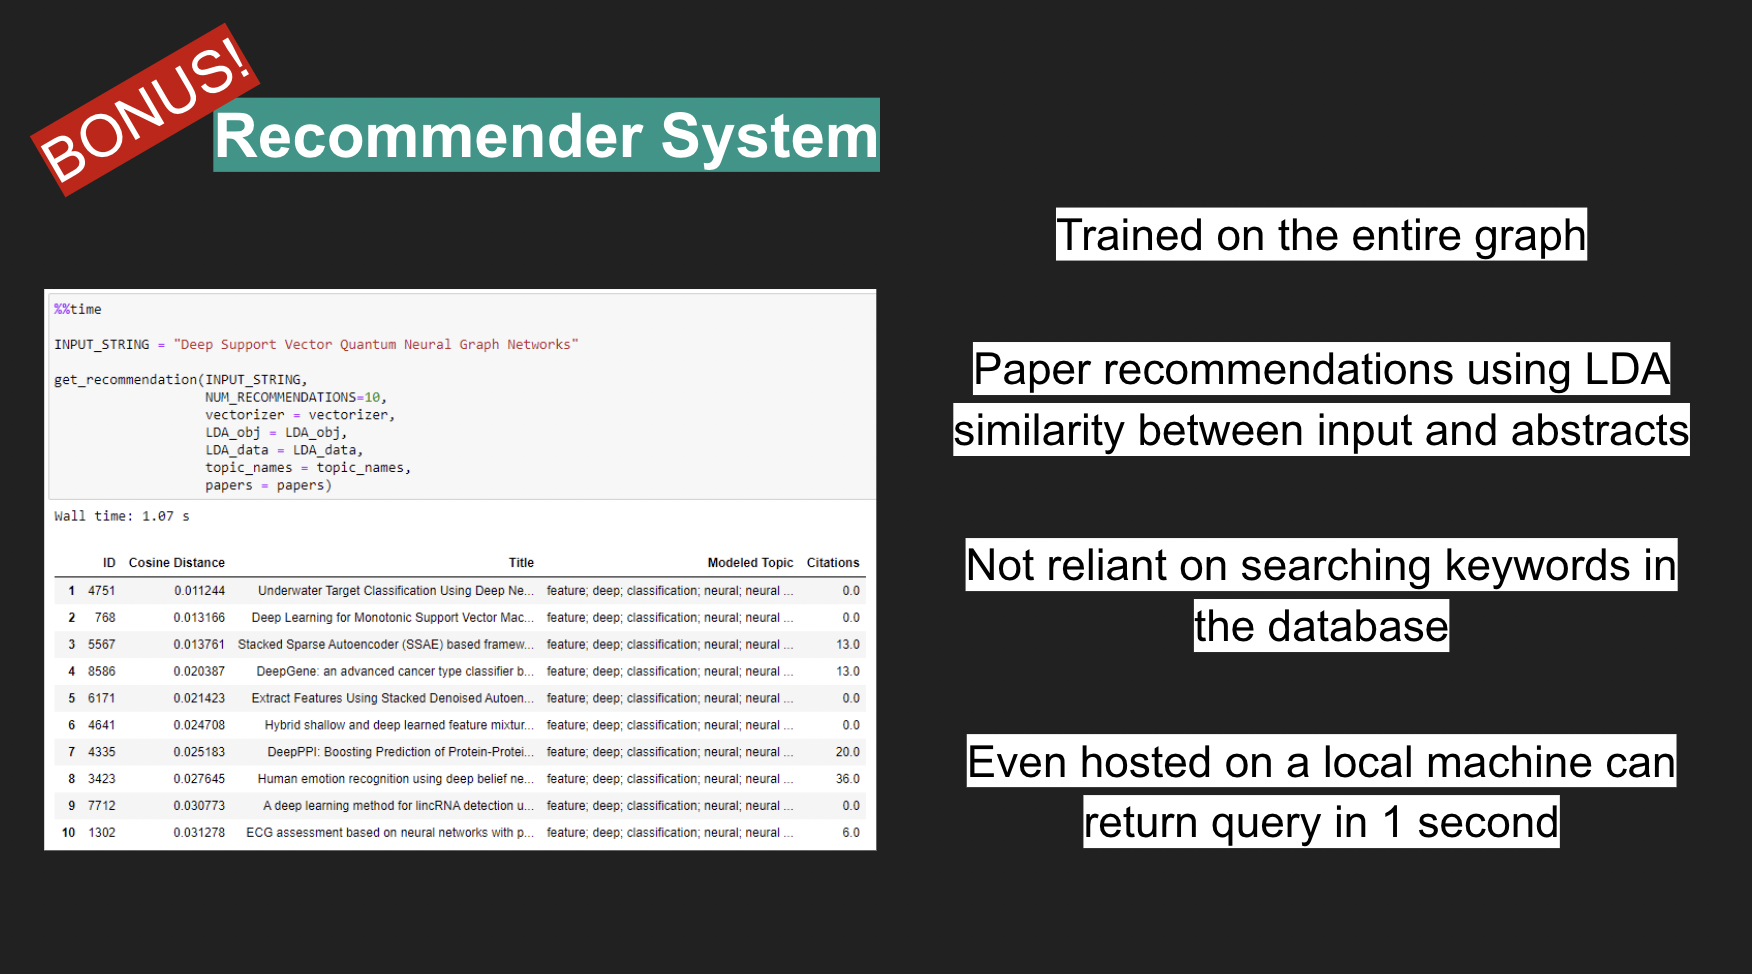 BONUS!
Recommender System
%%time
INPUT_STRING = "Deep Support Vector Quantum Neural Graph Networks"
get_recommendation(INPUT_STRING,
NUM_RECOMMENDATIONS=10,
vectorizer = vectorizer,
LDA_obj = LDA_obj,
LDA_data = LDA_data,
topic_names = topic_names,
papers = papers)
Wall time: 1.07 s
ID Cosine Distance Title Modeled Topic Citations
1 4751 0.011244 Underwater Target Classification Using Deep Ne... feature; deep; classification; neural; neural ... 0.0
2 768 0.013166 Deep Learning for Monotonic Support Vector Mac... feature; deep; classification; neural; neural ... 0.0
3 5567 0.013761 Stacked Sparse Autoencoder (SSAE) based framew... feature; deep; classification; neural; neural ... 13.0
4 8586 0.020387 DeepGene: an advanced cancer type classifier b... feature; deep; classification; neural; neural ... 13.0
5 6171 0.021423 Extract Features Using Stacked Denoised Autoen... feature; deep; classification; neural; neural ... 0.0
6 4641 0.024708 Hybrid shallow and deep learned feature mixtur... feature; deep; classification; neural; neural ... 0.0
7 4335 0.025183 DeepPPI: Boosting Prediction of Protein-Protei... feature; deep; classification; neural; neural ... 20.0
8 3423 0.027645 Human emotion recognition using deep belief ne... feature; deep; classification; neural; neural ... 36.0
9 7712 0.030773 A deep learning method for lincRNA detection u... feature; deep; classification; neural; neural ... 0.0
10 1302 0.031278 ECG assessment based on neural networks with p... feature; deep; classification; neural; neural ... 6.0
Trained on the entire graph
Paper recommendations using LDA
similarity between input and abstracts
Not reliant on searching keywords in
the database
Even hosted on a local machine can
return query in 1 second